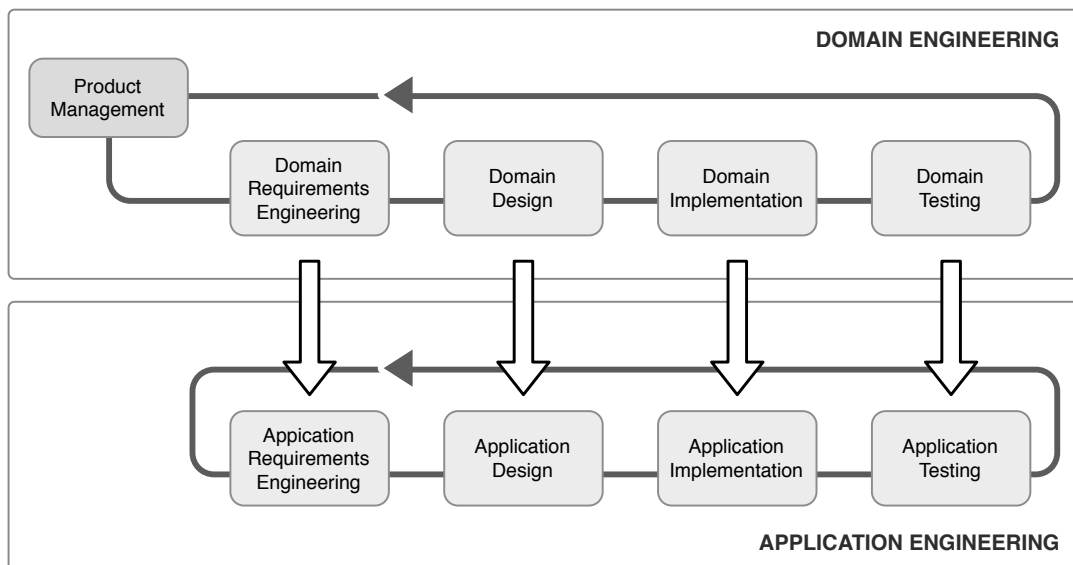 DOMAIN ENGINEERING
Product
Management
Domain
Requirements
Engineering
Domain
Design
Domain
Implementation
Domain
Testing
Appication
Requirements
Engineering
Application
Design
Application
Implementation
Application
Testing
APPLICATION ENGINEERING